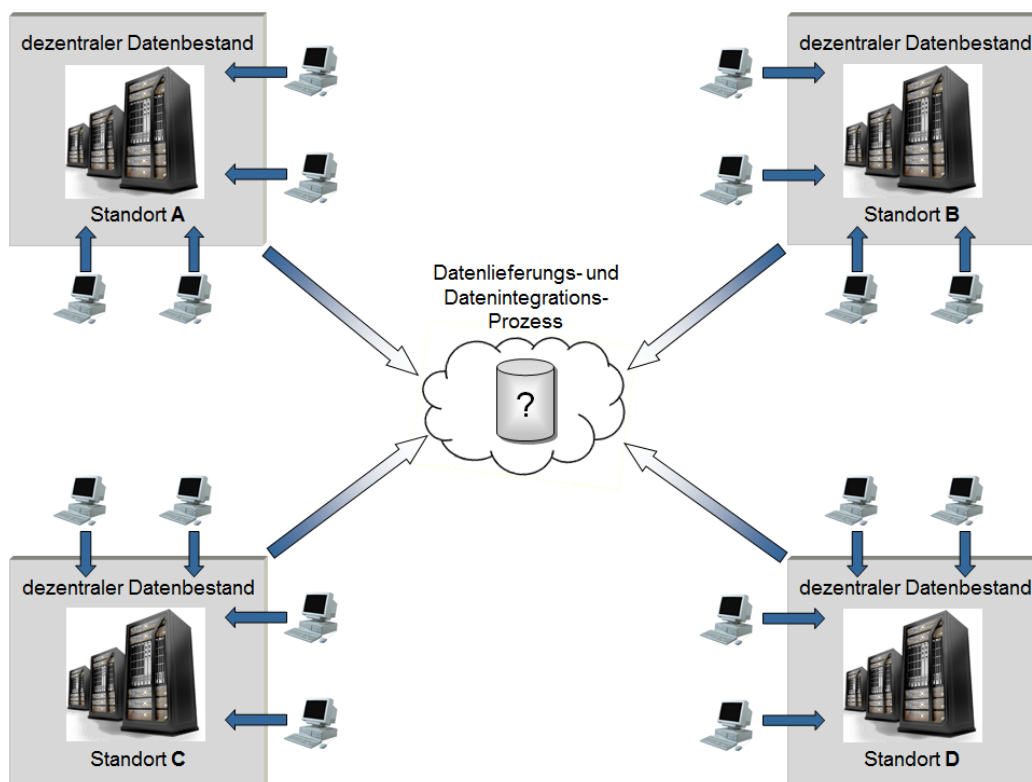 dezentraler Datenbestand
Standort A
dezentraler Datenbestand
Standort B
Datenlieferungs- und
Datenintegrations-
Prozess
?
dezentraler Datenbestand
Standort C
dezentraler Datenbestand
Standort D